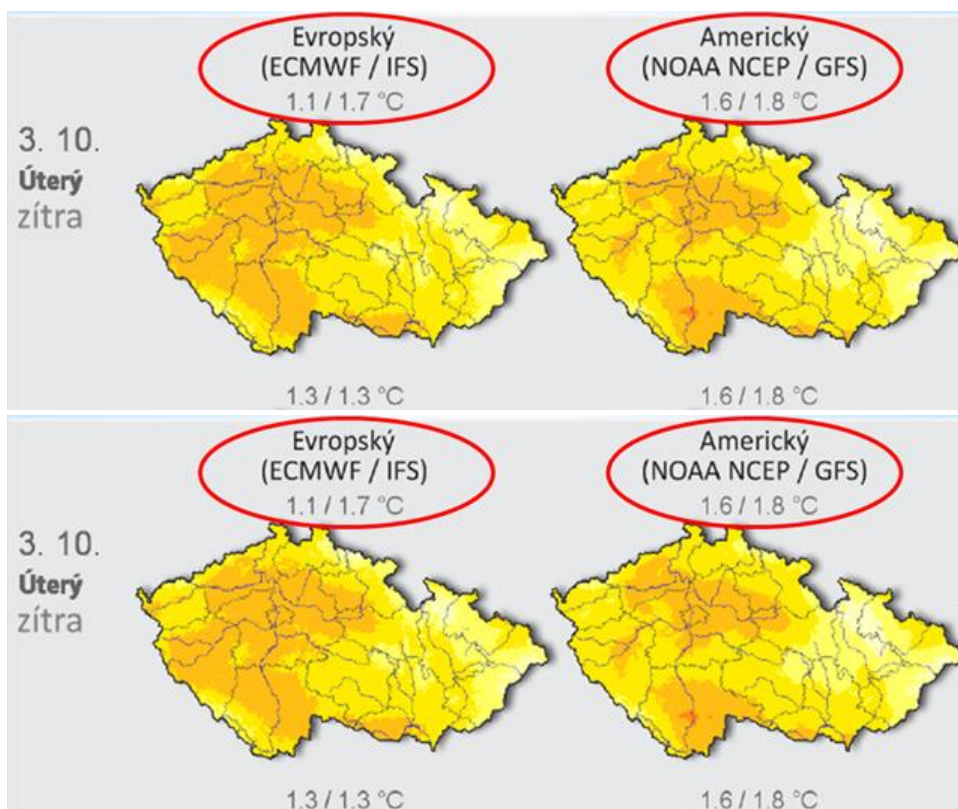 Evropský
(ECMWF / IFS)
1.1 / 1.7 °C
Americký
(NOAA NCEP / GFS)
1.6 / 1.8 °C
3. 10.
Úterý
zítra
1.3 / 1.3 °C
1.6 / 1.8 °C
Evropský
(ECMWF / IFS)
1.1 / 1.7 °C
Americký
(NOAA NCEP / GFS)
1.6 / 1.8 °C
3. 10.
Úterý
zítra
1.3 / 1.3 °C
1.6 / 1.8 °C